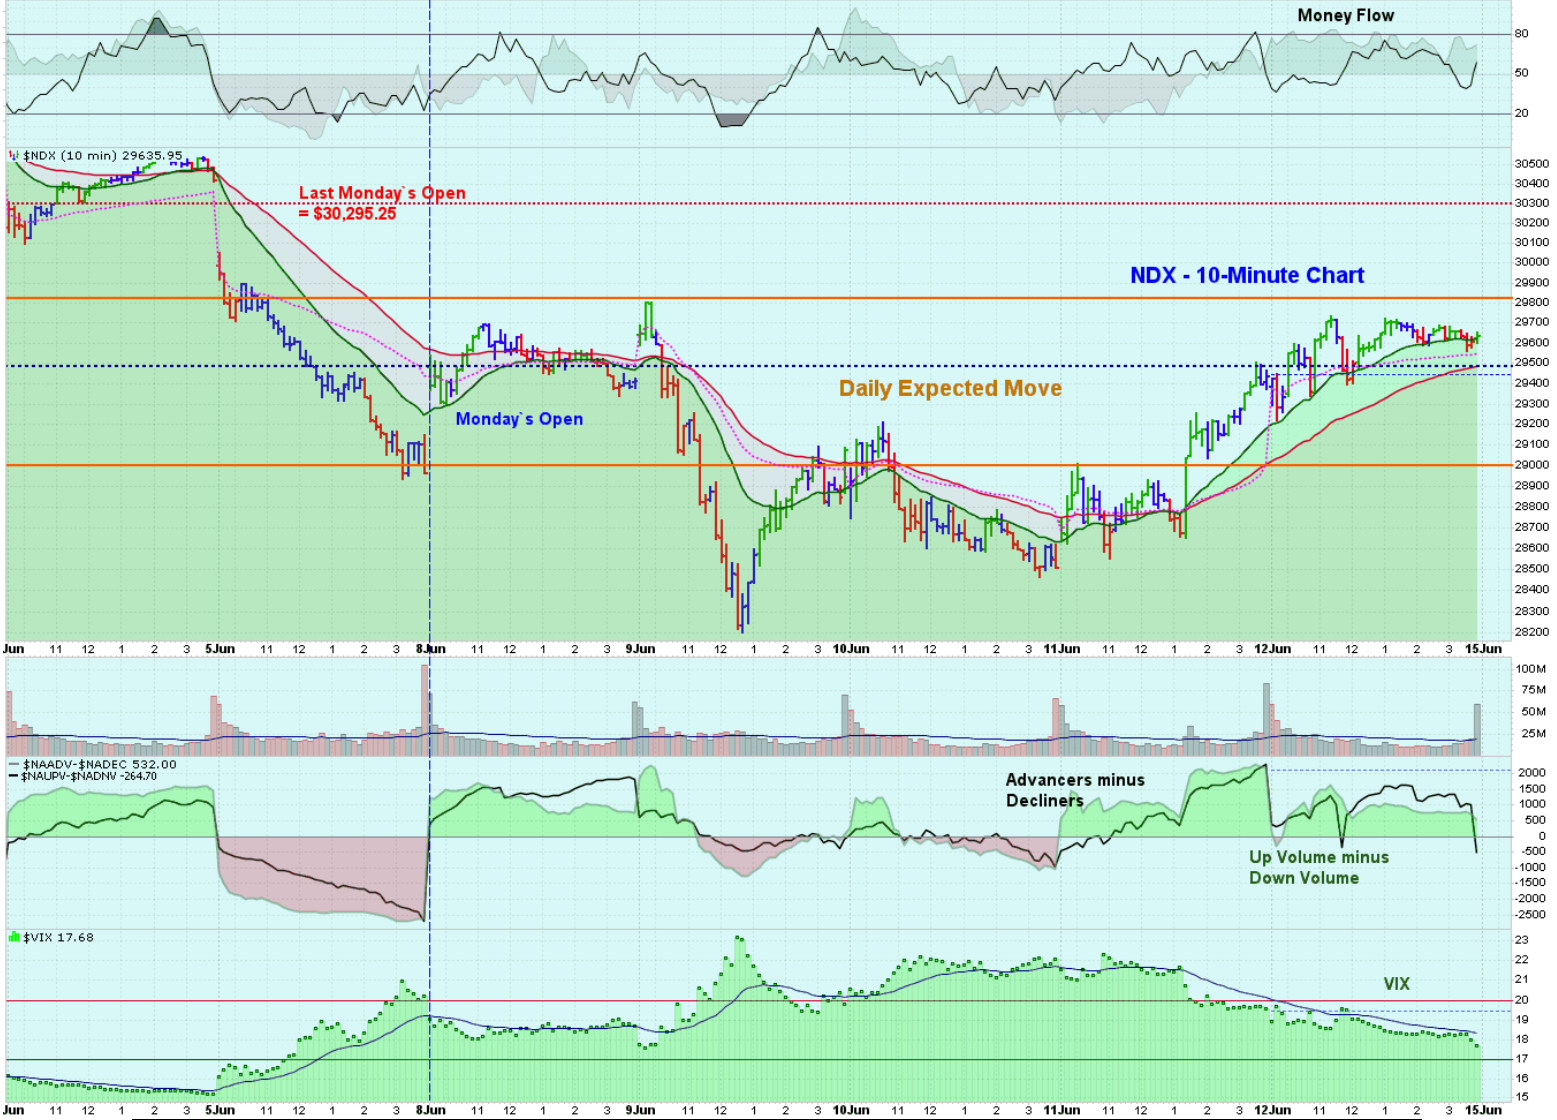 Money Flow
80
50
20
$NDX (10 min) 29635.95
Last Monday`s Open
= $30,295.25
NDX - 10-Minute Chart
Daily Expected Move
Monday`s Open
30500
30400
30300
30200
30100
30000
29900
29800
29700
29600
29500
29400
29300
29200
29100
29000
28900
28800
28700
28600
28500
28400
28300
28200
Jun 11 12 1 2 3 5Jun 11 12 1 2 3 8Jun 11 12 1 2 3 9Jun 11 12 1 2 3 10Jun 11 12 1 2 3 11Jun 11 12 1 2 3 12Jun 11 12 1 2 3 15Jun
100M
75M
50M
25M
$NAADV-$NADEC 532.00
$NAUPV-$NADNV -264.70
Advancers minus
Decliners
Up Volume minus
Down Volume
2000
1500
1000
500
0
-500
-1000
-1500
-2000
-2500
$VIX 17.68
VIX
23
22
21
20
19
18
17
16
15
Jun 11 12 1 2 3 5Jun 11 12 1 2 3 8Jun 11 12 1 2 3 9Jun 11 12 1 2 3 10Jun 11 12 1 2 3 11Jun 11 12 1 2 3 12Jun 11 12 1 2 3 15Jun